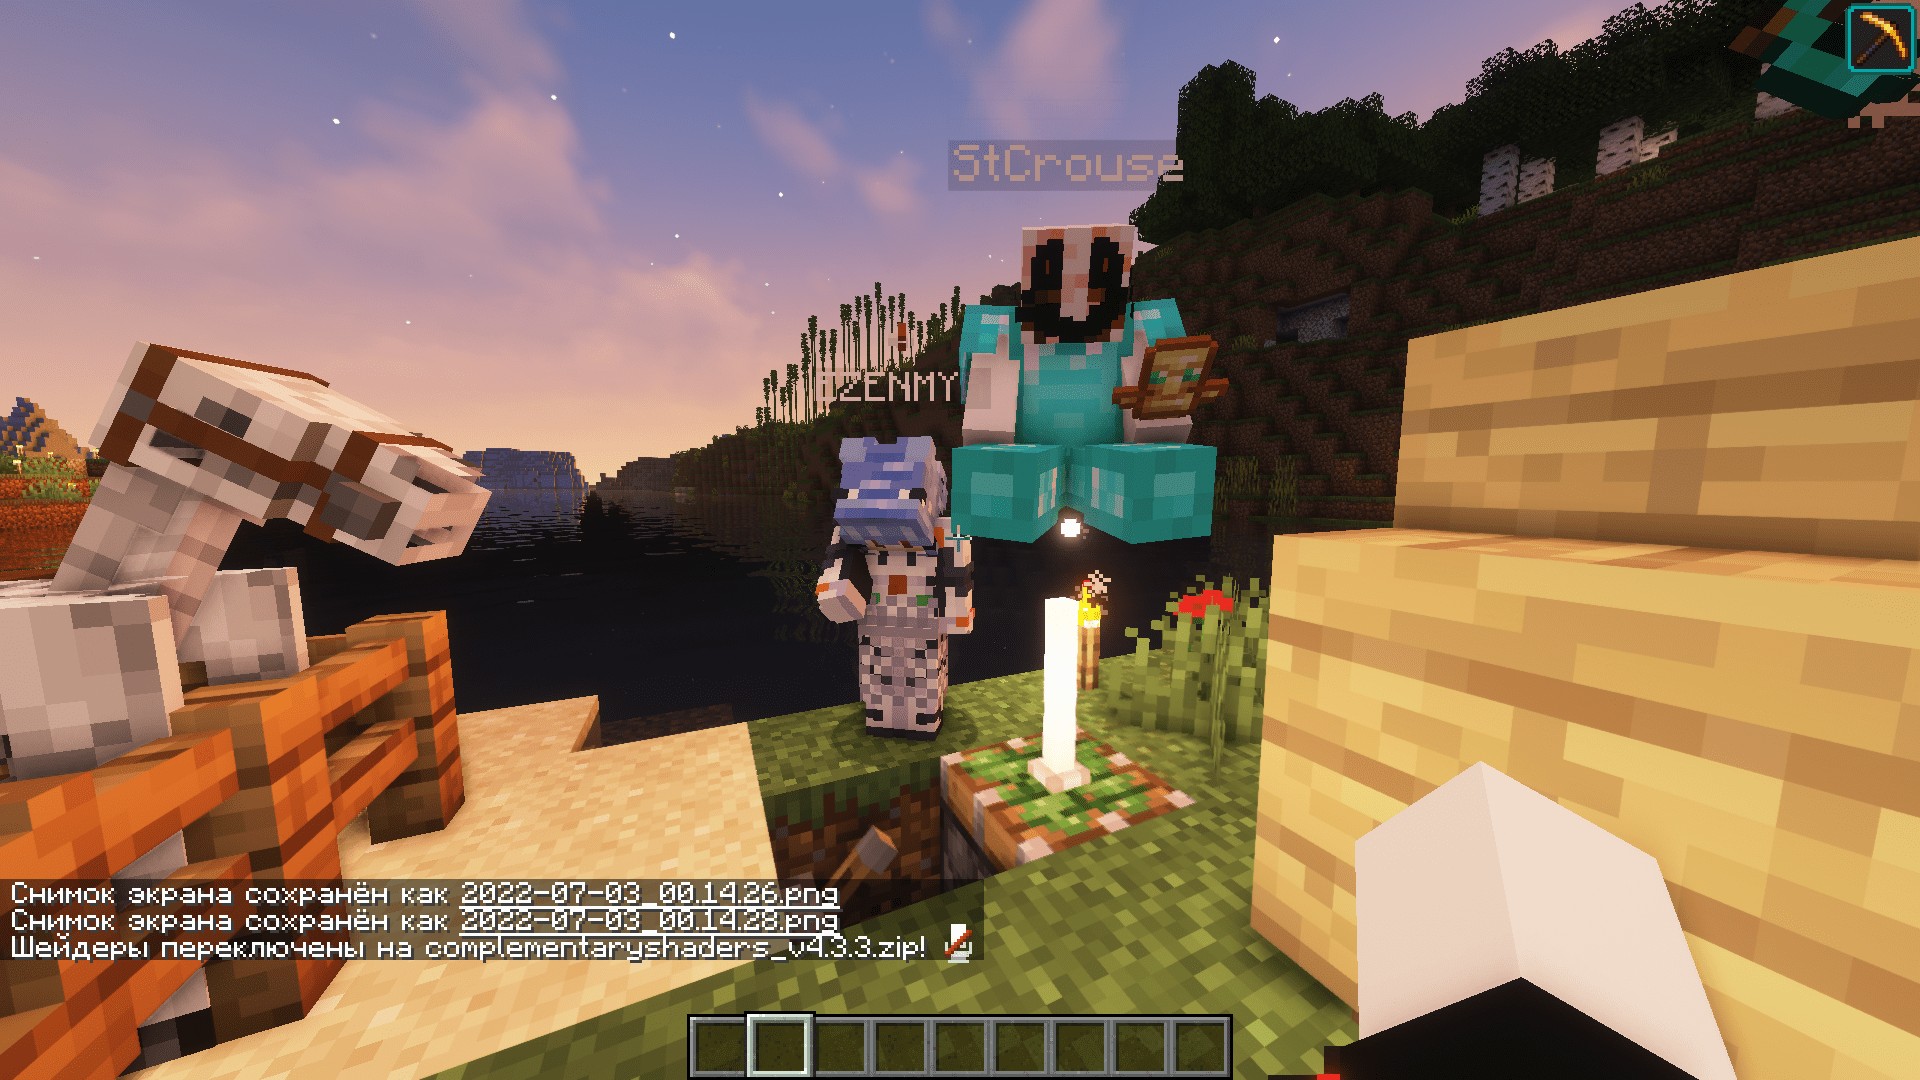 StCrouse
Снимок экрана сохранён как 2022-07-03_00.14.26.png
Снимок экрана сохранён как 2022-07-03_00.14.28.png
Шейдеры переключены на complementaryshaders_v4.3.3.zip!